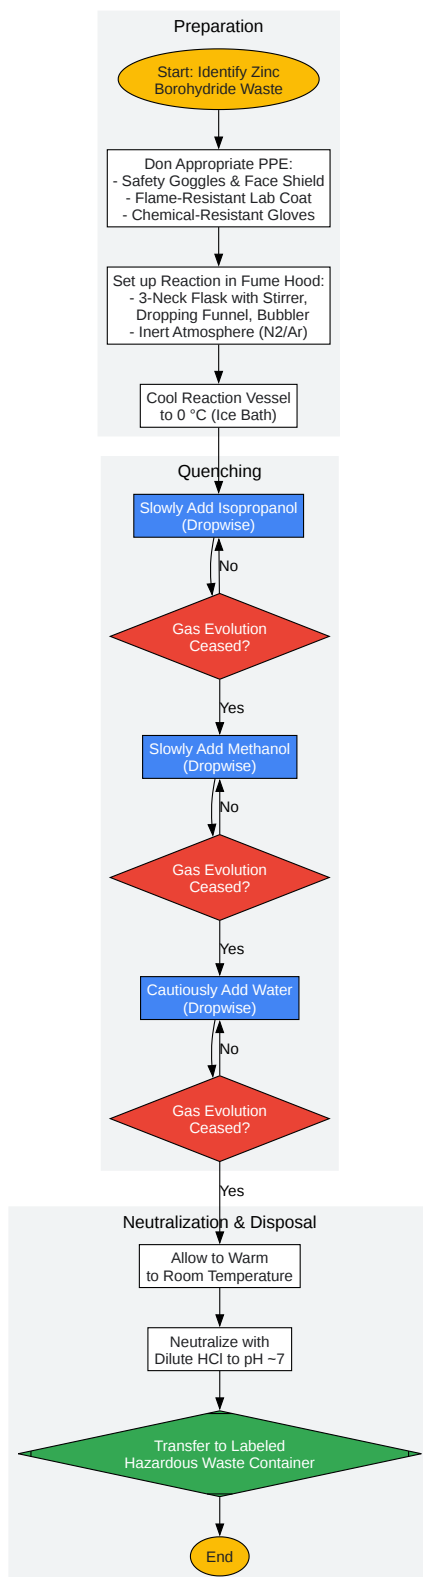 Preparation
Start: Identify Zinc
Borohydride Waste
Don Appropriate PPE:
- Safety Goggles & Face Shield
- Flame-Resistant Lab Coat
- Chemical-Resistant Gloves
Set up Reaction in Fume Hood:
- 3-Neck Flask with Stirrer,
Dropping Funnel, Bubbler
- Inert Atmosphere (N2/Ar)
Cool Reaction Vessel
to 0 °C (Ice Bath)
Quenching
Slowly Add Isopropanol
(Dropwise)
No
Gas Evolution
Ceased?
Yes
Slowly Add Methanol
(Dropwise)
No
Gas Evolution
Ceased?
Yes
Cautiously Add Water
(Dropwise)
No
Gas Evolution
Ceased?
Yes
Neutralization & Disposal
Allow to Warm
to Room Temperature
Neutralize with
Dilute HCl to pH ~7
Transfer to Labeled
Hazardous Waste Container
End